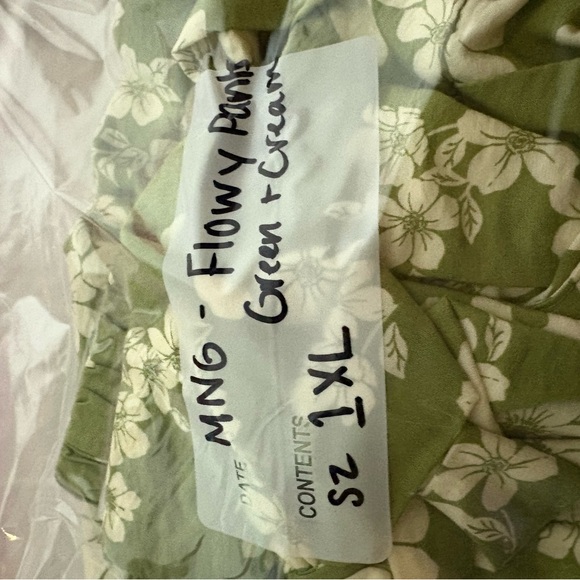 MNG - Flowy Pants
Green + Cream
DATE
CONTENTS
SZ 1XL